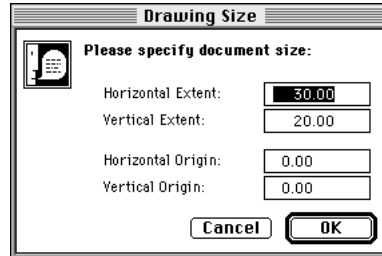 Drawing Size
Please specify document size:
Horizontal Extent: 30.00
Vertical Extent: 20.00
Horizontal Origin: 0.00
Vertical Origin: 0.00
Cancel OK